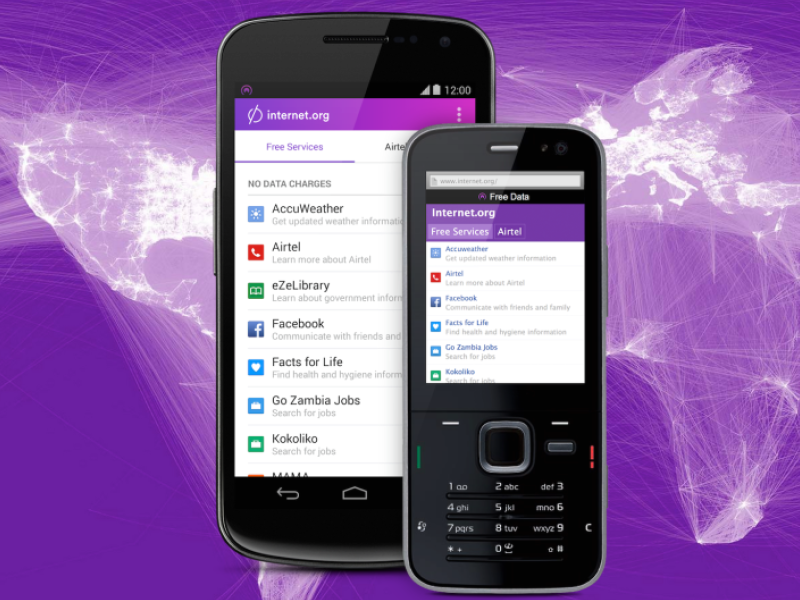 12:00
internet.org
Free Services
Airte
NO DATA CHARGES
AccuWeather
Get updated weather informatio
Airtel
Learn more about Airtel
eZeLibrary
Learn about government inform
Facebook
Communicate with friends and
Facts for Life
Find health and hygiene inform
Go Zambia Jobs
Search for jobs
Kokoliko
Search for jobs
MAMA
www.internet.org/
Free Data
Internet.org
Free Services Airtel
Accuweather
Get updated weather information
Airtel
Learn more about Airtel
Facebook
Communicate with friends and family
Facts for Life
Find health and hygiene information
Go Zambia Jobs
Search for jobs
Kokoliko
Search for jobs
1 2 abc def 3
4 ghi 5 jkl mno 6
7 pqrs 8 tuv wxyz 9 C
* + 0 #